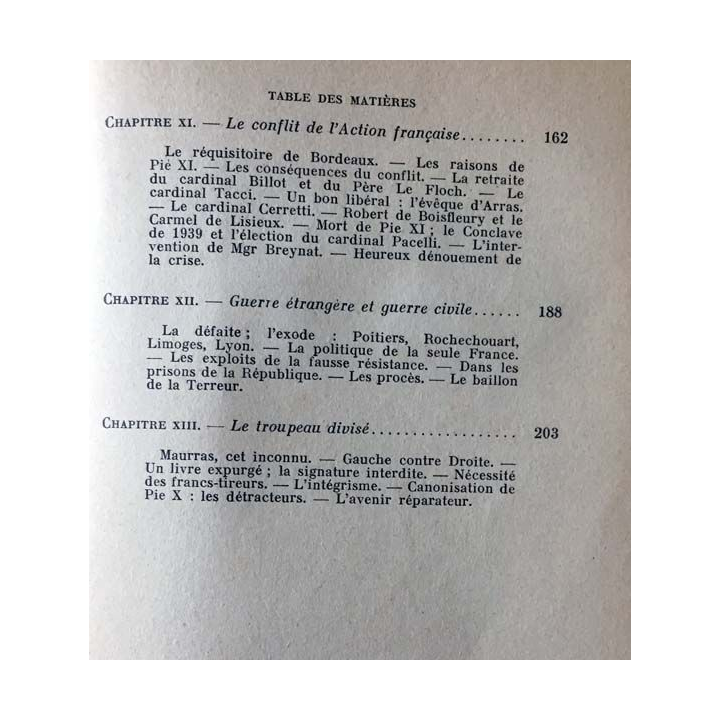 TABLE DES MATIÈRES
CHAPITRE XI. — Le conflit de l'Action française........ 162
Le réquisitoire de Bordeaux. — Les raisons de
Pie XI. — Les conséquences du conflit. — La retraite
du cardinal Billot et du Père Le Floch. — Le
cardinal Tacci. — Un bon libéral : l'évêque d'Arras.
— Le cardinal Cerretti. — Robert de Boisfleury et le
Carmel de Lisieux. — Mort de Pie XI ; le Conclave
de 1939 et l'élection du cardinal Pacelli. — L'inter-
vention de Mgr Breynat. — Heureux dénouement de
la crise.
CHAPITRE XII. — Guerre étrangère et guerre civile...... 188
La défaite ; l'exode : Poitiers, Rochechouart,
Limoges, Lyon. — La politique de la seule France.
— Les exploits de la fausse résistance. — Dans les
prisons de la République. — Les procès. — Le baillon
de la Terreur.
CHAPITRE XIII. — Le troupeau divisé.................. 203
Maurras, cet inconnu. — Gauche contre Droite. —
Un livre expurgé ; la signature interdite. — Nécessité
des francs-tireurs. — L'intégrisme. — Canonisation de
Pie X : les détracteurs. — L'avenir réparateur.